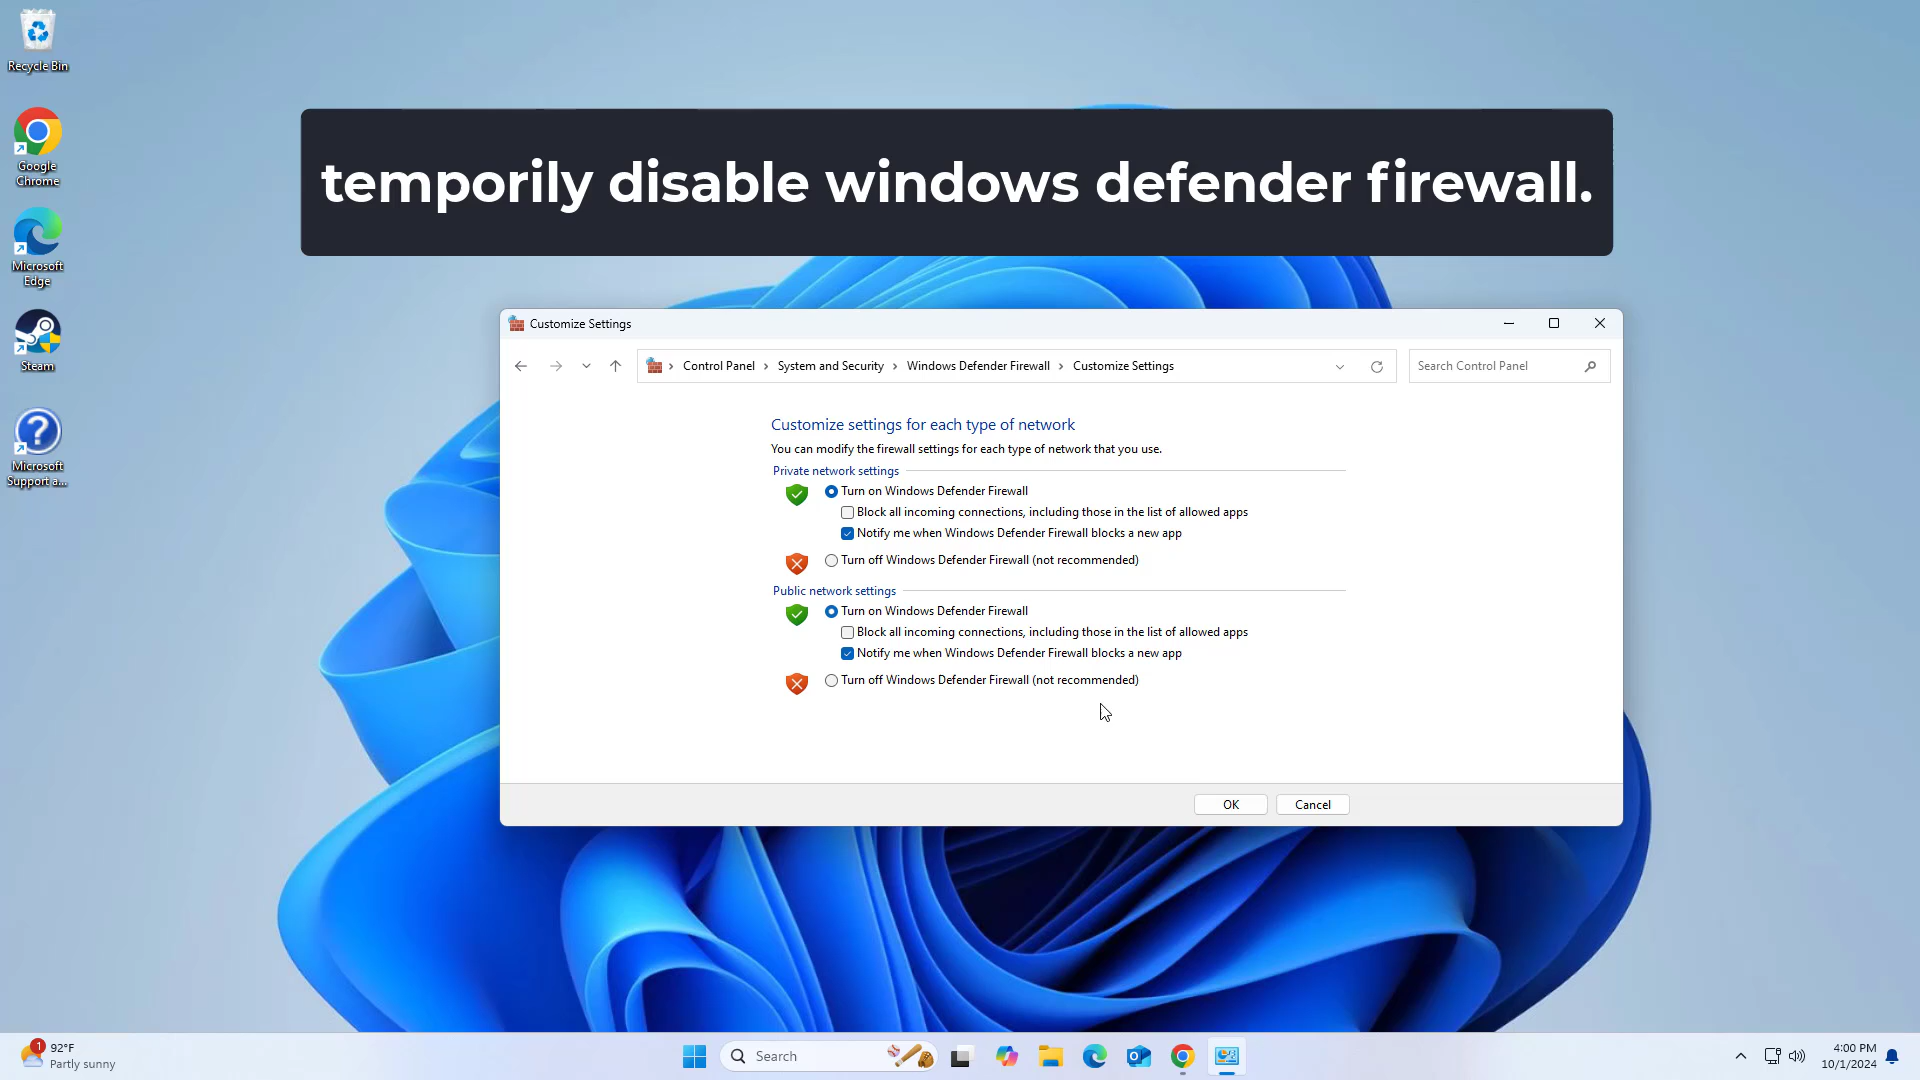 Recycle Bin
Google
Chrome
Microsoft
Edge
Steam
Microsoft
Support a...
temporily disable windows defender firewall.
Customize Settings
Control Panel
System and Security
Windows Defender Firewall
Customize Settings
Search Control Panel
Customize settings for each type of network
You can modify the firewall settings for each type of network that you use.
Private network settings
Turn on Windows Defender Firewall
Block all incoming connections, including those in the list of allowed apps
Notify me when Windows Defender Firewall blocks a new app
Turn off Windows Defender Firewall (not recommended)
Public network settings
Turn on Windows Defender Firewall
Block all incoming connections, including those in the list of allowed apps
Notify me when Windows Defender Firewall blocks a new app
Turn off Windows Defender Firewall (not recommended)
OK
Cancel
1
92°F
Partly sunny
Search
4:00 PM
10/1/2024